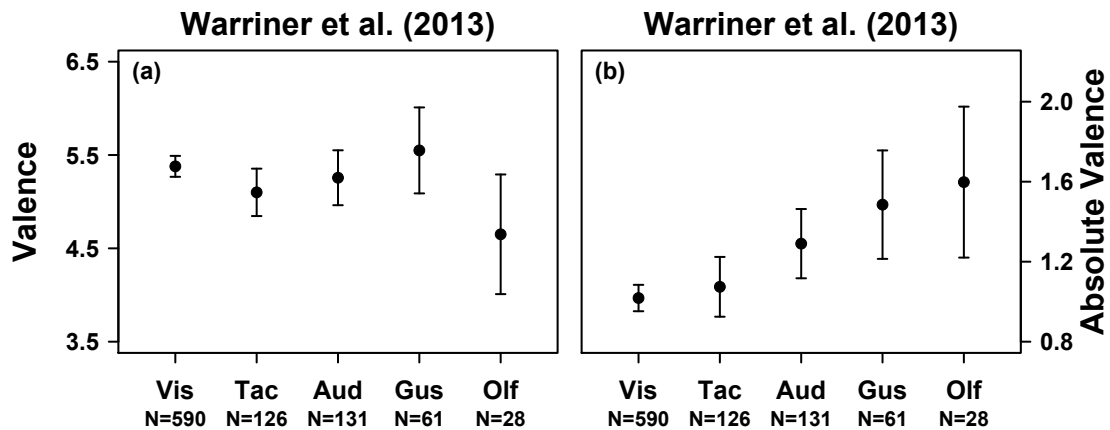 Warriner et al. (2013)
(a)
Valence
6.5
5.5
4.5
3.5
Vis Tac Aud Gus Olf
N=590 N=126 N=131 N=61 N=28
Warriner et al. (2013)
(b)
2.0
1.6
1.2
0.8
Absolute Valence
Vis Tac Aud Gus Olf
N=590 N=126 N=131 N=61 N=28